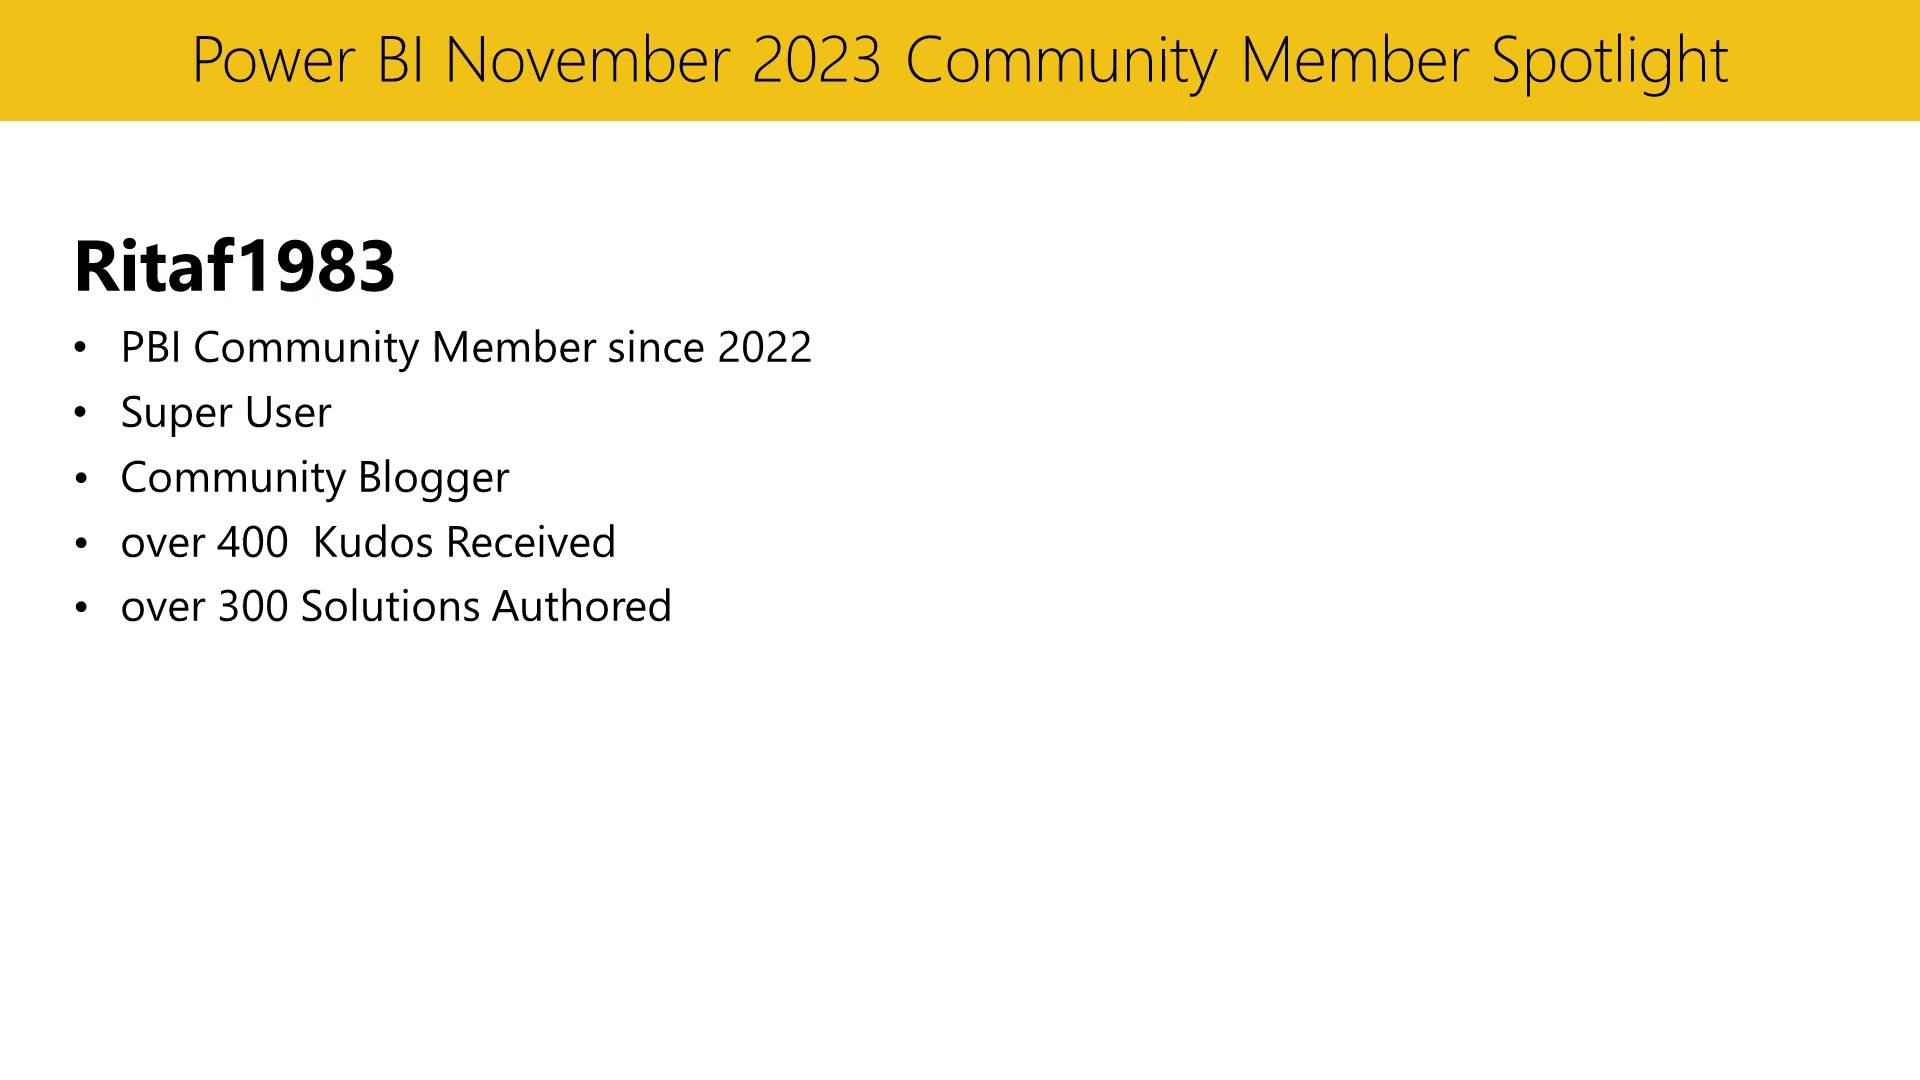 Power BI November 2023 Community Member Spotlight
Ritaf1983
• PBI Community Member since 2022
• Super User
• Community Blogger
• over 400  Kudos Received
• over 300 Solutions Authored